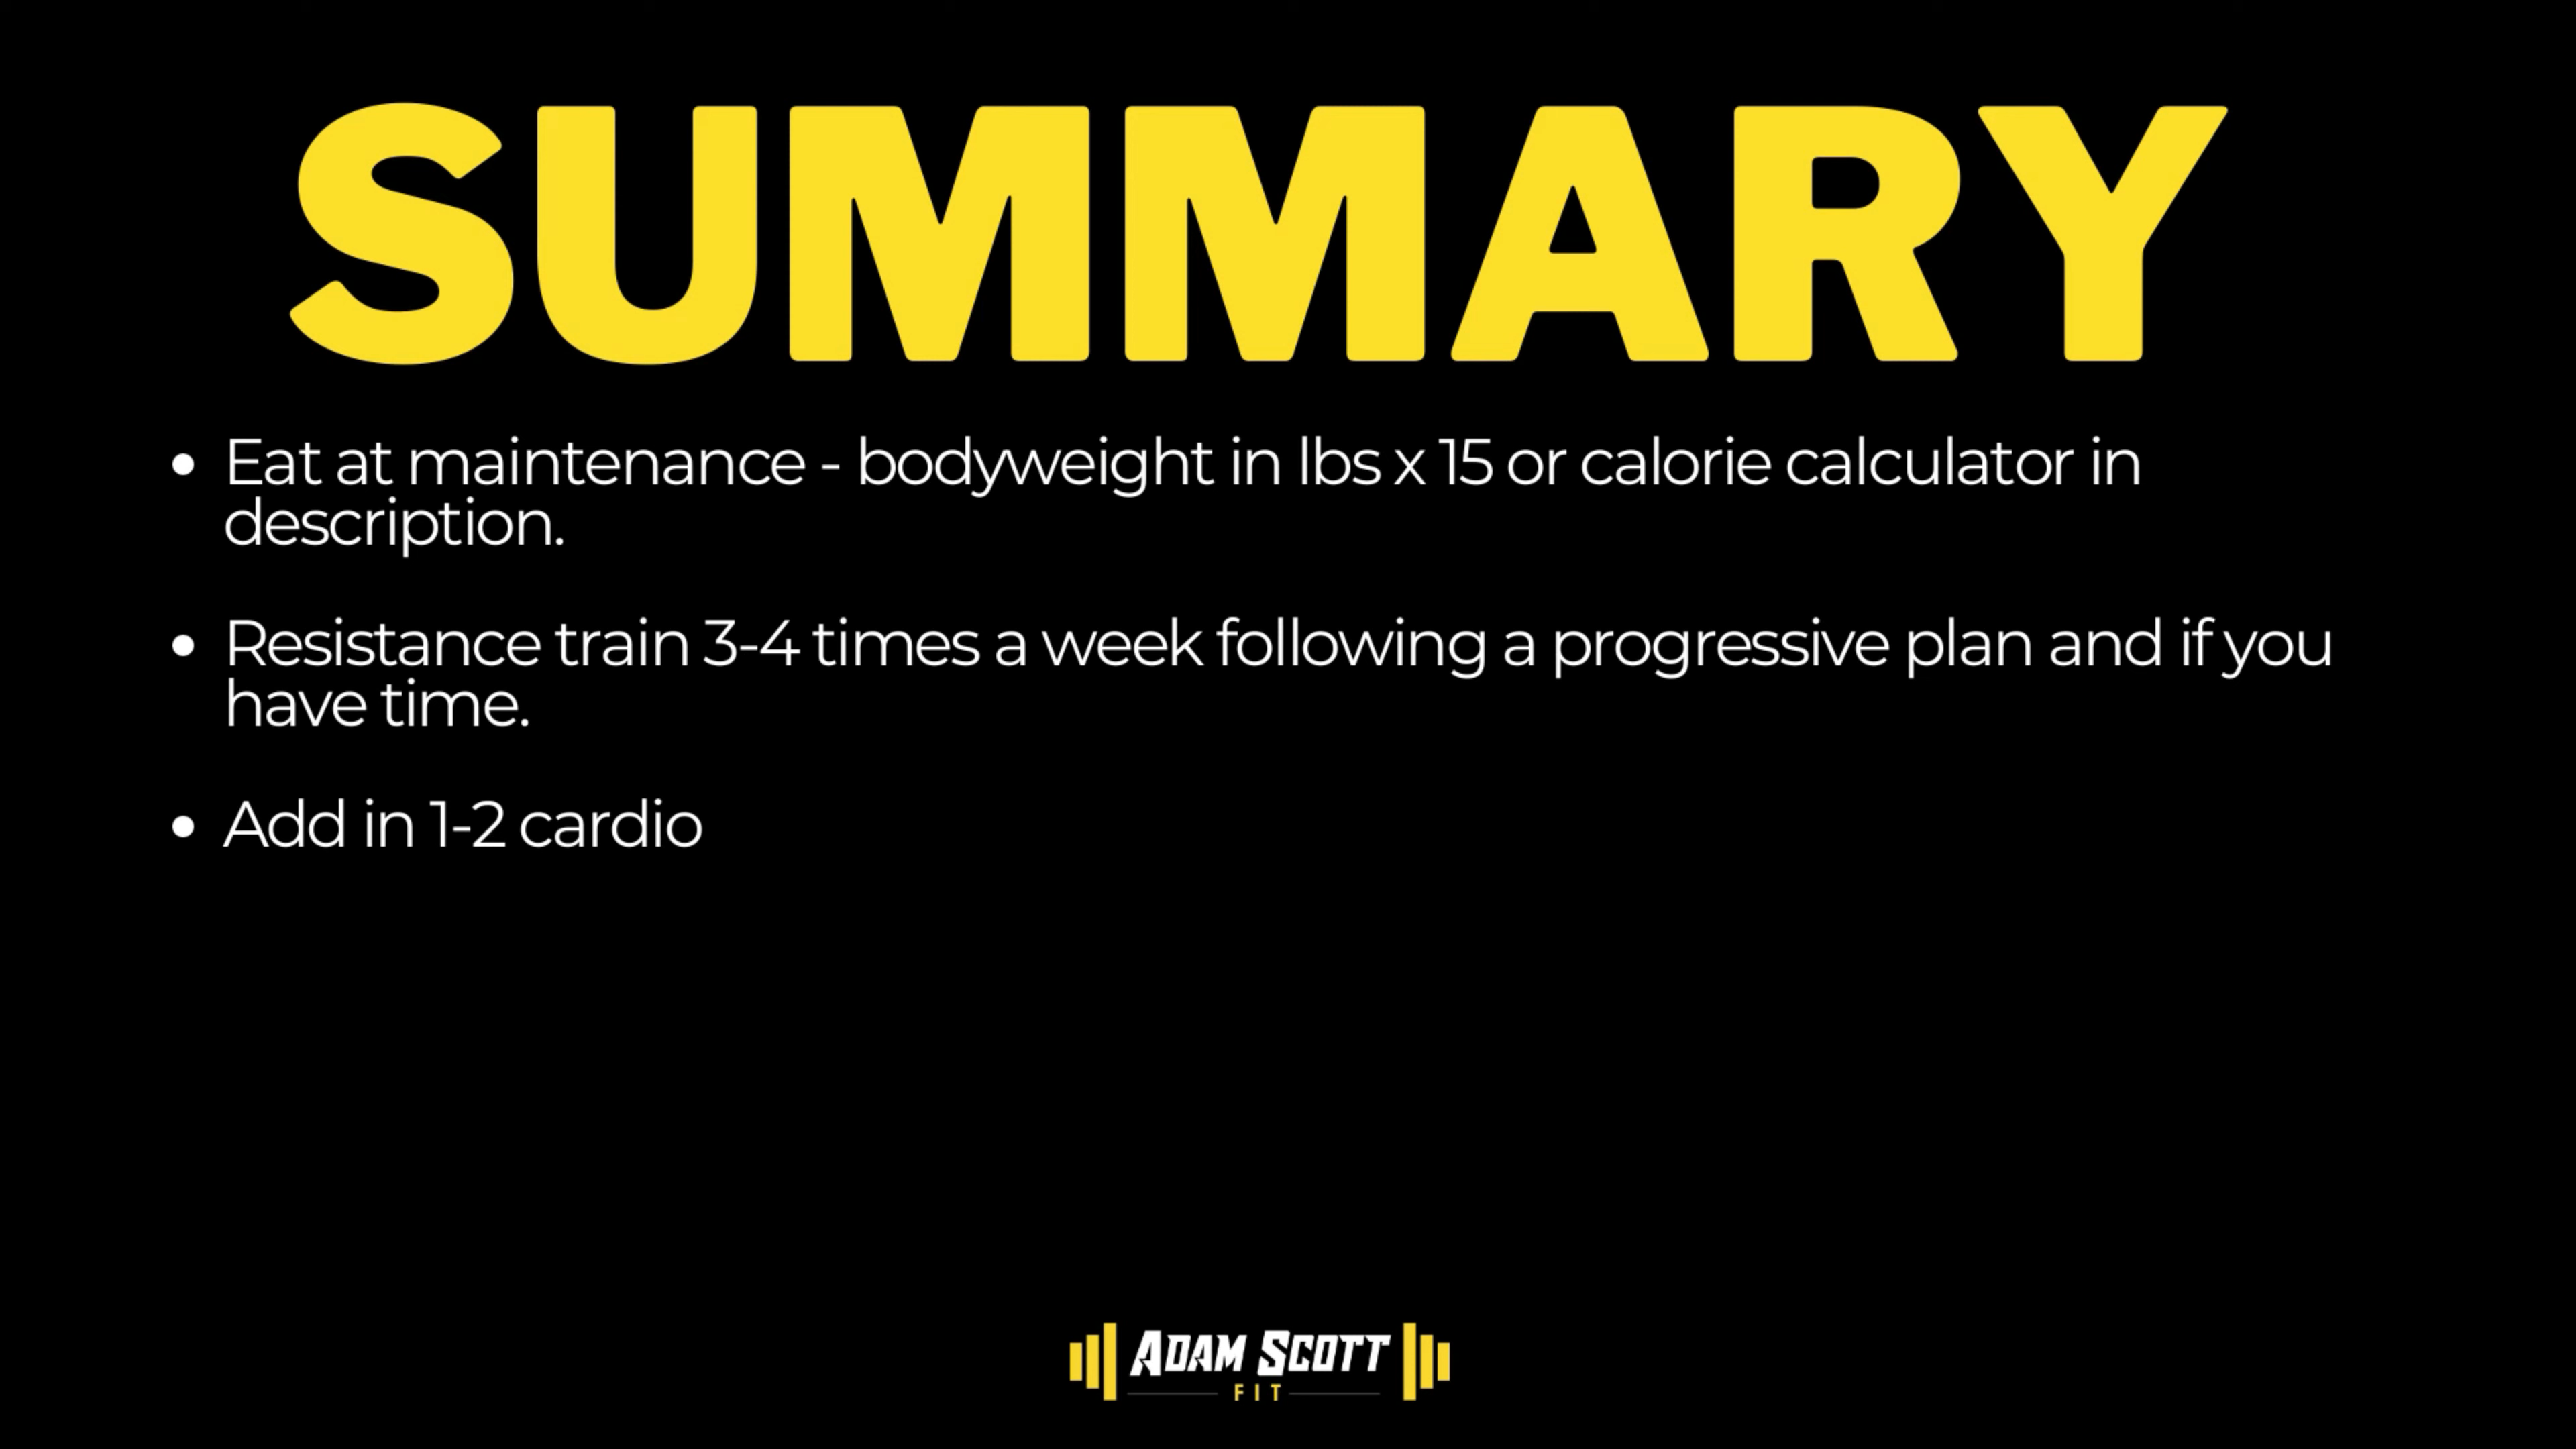 SUMMARY
• Eat at maintenance - bodyweight in lbs x 15 or calorie calculator in
description.
• Resistance train 3-4 times a week following a progressive plan and if you
have time.
• Add in 1-2 cardio
ADAM SCOTT
FIT